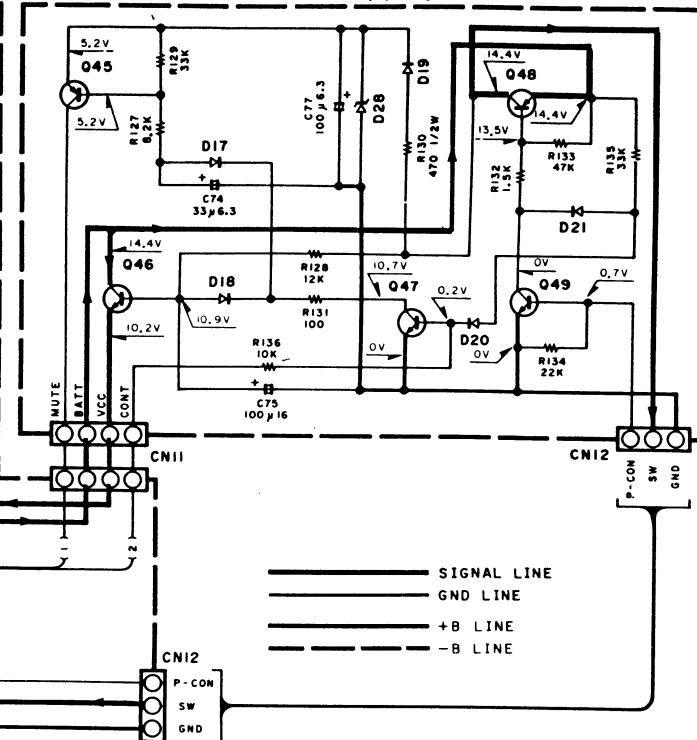 5.2V
Q45
5.2V
R129
33K
R127
8.2K
D17
C74
33μ6.3
C77
100μ6.3
D28
D19
R130
470 1/2W
14.4V
Q48
14.4V
13.5V
R133
47K
R132
1.5K
R135
33K
D21
14.4V
Q46
R128
12K
10.7V
Q47
0.2V
0V
Q49
0.7V
D18
R131
100
10.9V
10.2V
R136
10K
0V
D20
0V
R134
22K
C75
100μ16
MUTE
BATT
VCC
CONT
CN11
CN12
P-CON
SW
GND
1
2
SIGNAL LINE
GND LINE
+B LINE
-B LINE
CN12
P-CON
SW
GND